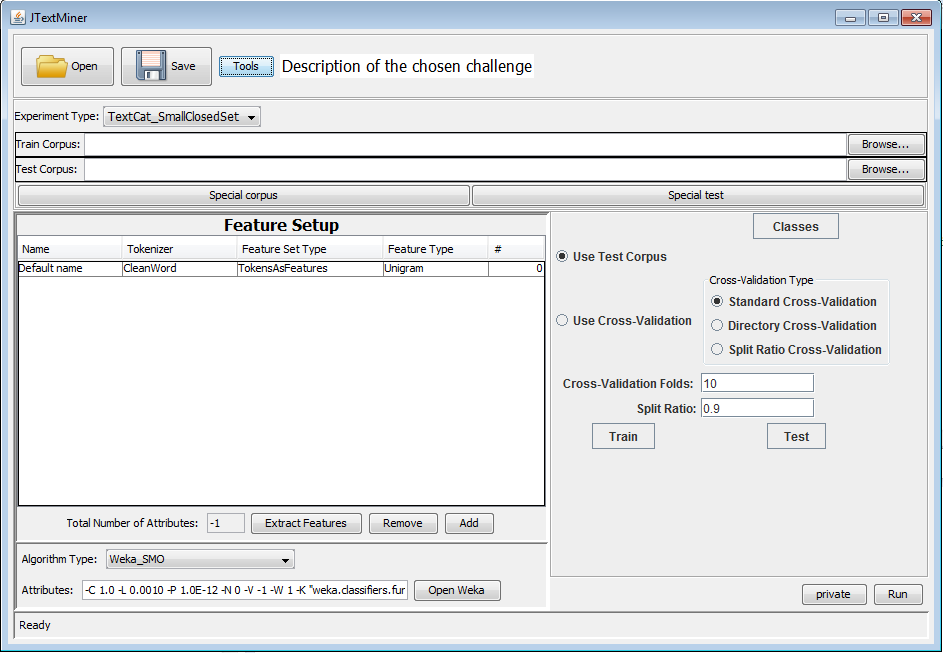 JTextMiner
Open Save Tools Description of the chosen challenge
Experiment Type: TextCat_SmallClosedSet
Train Corpus: Browse...
Test Corpus: Browse...
Special corpus Special test
Feature Setup
Name Tokenizer Feature Set Type Feature Type #
Default name CleanWord TokensAsFeatures Unigram 0
Total Number of Attributes: -1 Extract Features Remove Add
Algorithm Type: Weka_SMO
Attributes: -C 1.0 -L 0.0010 -P 1.0E-12 -N 0 -V -1 -W 1 -K "weka.classifiers.fur Open Weka
Classes
Use Test Corpus
Cross-Validation Type
Standard Cross-Validation
Use Cross-Validation
Directory Cross-Validation
Split Ratio Cross-Validation
Cross-Validation Folds: 10
Split Ratio: 0.9
Train Test
private Run
Ready